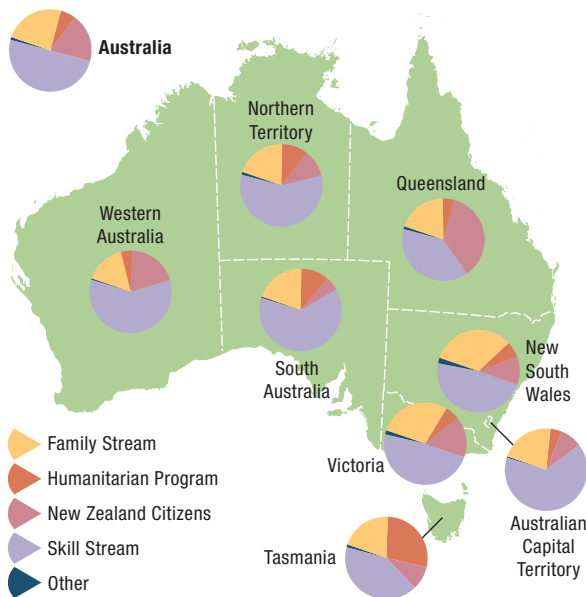 Australia
Northern
Territory
Queensland
Western
Australia
South
Australia
New
South
Wales
Family Stream
Humanitarian Program
New Zealand Citizens
Skill Stream
Other
Victoria
Australian
Capital
Territory
Tasmania